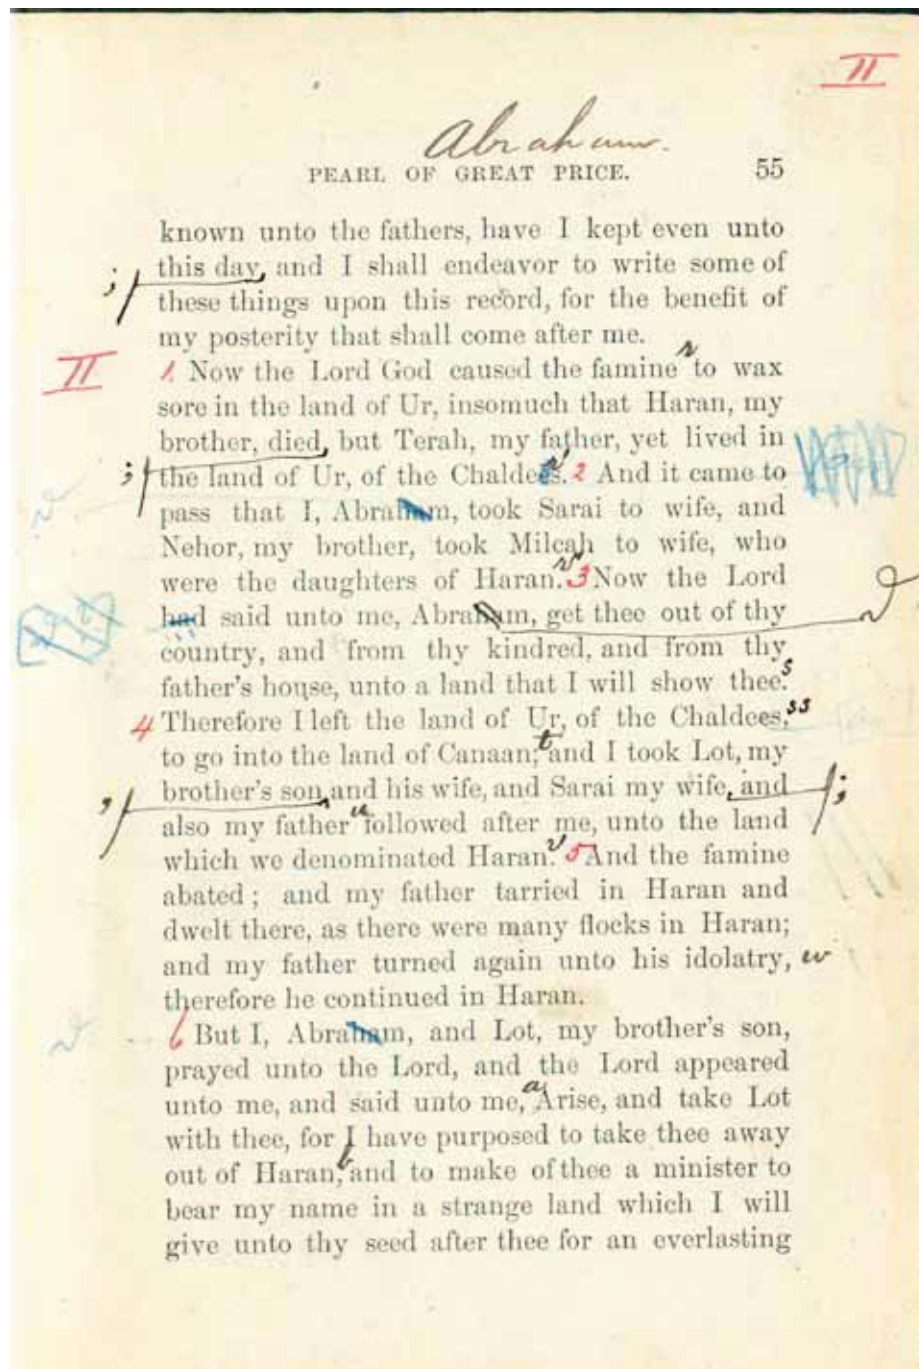 II
Abraham.
PEARL OF GREAT PRICE. 55
known unto the fathers, have I kept even unto
;/ this day, and I shall endeavor to write some of
these things upon this record, for the benefit of
my posterity that shall come after me.
II 1. Now the Lord God caused the famine r to wax
sore in the land of Ur, insomuch that Haran, my
brother, died, but Terah, my father, yet lived in
;/ the land of Ur, of the Chaldees. 2 And it came to
pass that I, Abraham, took Sarai to wife, and
Nehor, my brother, took Milcah to wife, who
were the daughters of Haran. r 3 Now the Lord
had said unto me, Abraham, get thee out of thy
country, and from thy kindred, and from thy
father's house, unto a land that I will show thee. s
4 Therefore I left the land of Ur, of the Chaldees, ss
to go into the land of Canaan; t and I took Lot, my
,/ brother's son, and his wife, and Sarai my wife, and /;
also my father u followed after me, unto the land
which we denominated Haran. v 5 And the famine
abated; and my father tarried in Haran and
dwelt there, as there were many flocks in Haran;
and my father turned again unto his idolatry, w
therefore he continued in Haran.
6 But I, Abraham, and Lot, my brother's son,
prayed unto the Lord, and the Lord appeared
unto me, and said unto me, a Arise, and take Lot
with thee, for I have purposed to take thee away
out of Haran, b and to make of thee a minister to
bear my name in a strange land which I will
give unto thy seed after thee for an everlasting